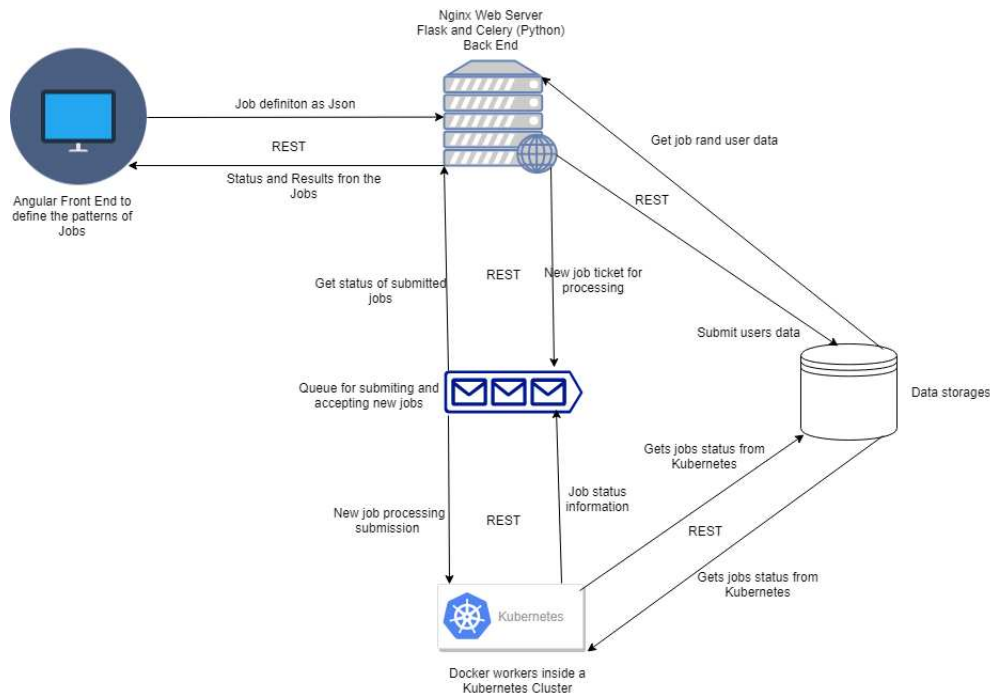 Nginx Web Server
Flask and Celery (Python)
Back End
Job definiton as Json
REST
Status and Results fron the
Jobs
Angular Front End to
define the patterns of
Jobs
Get job rand user data
REST
Get status of submitted
jobs
REST
New job ticket for
processing
Submit users data
Queue for submiting and
accepting new jobs
Data storages
Gets jobs status from
Kubernetes
New job processing
submission
REST
Job status
information
REST
Gets jobs status from
Kubernetes
Kubernetes
Docker workers inside a
Kubernetes Cluster